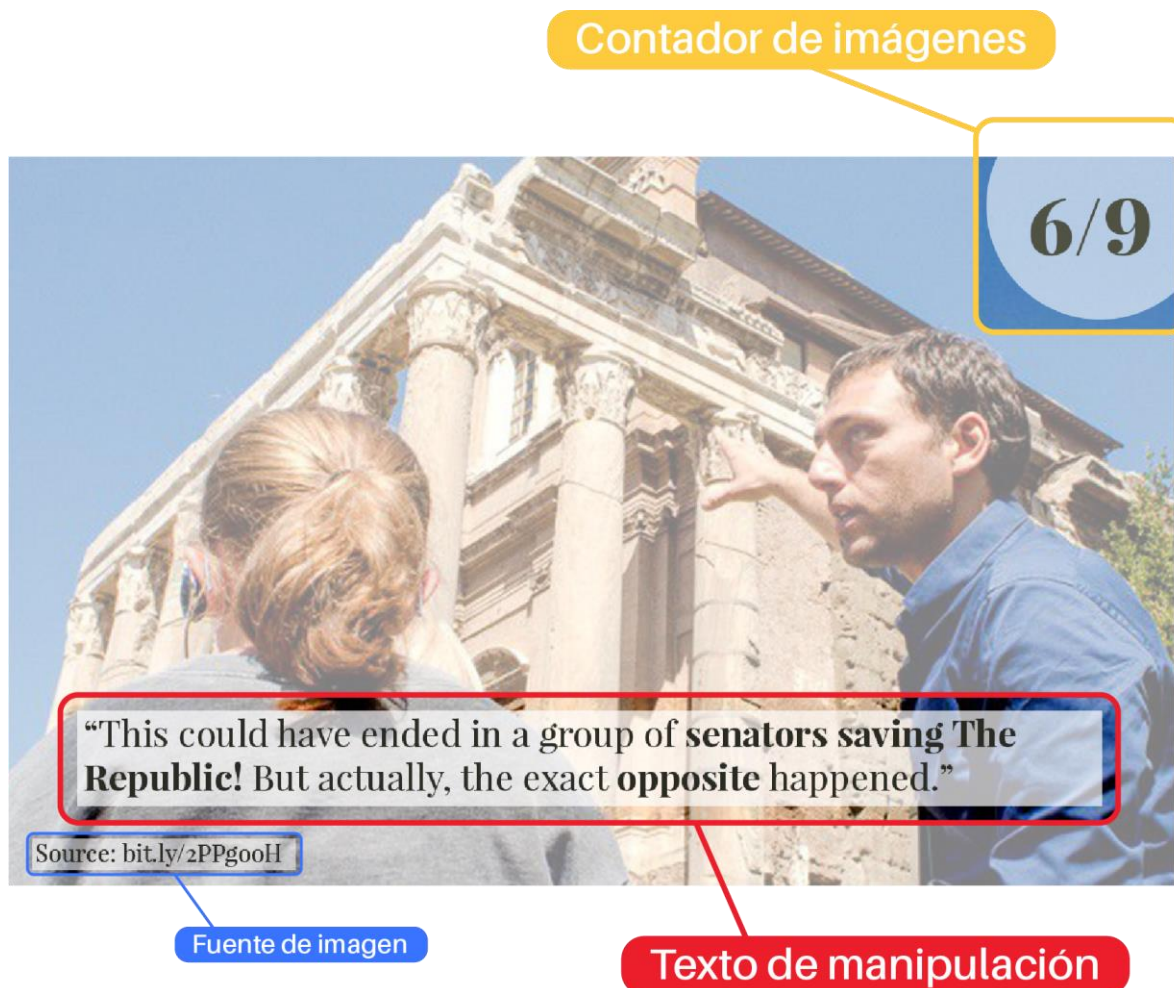 Contador de imágenes
6/9
“This could have ended in a group of senators saving The
Republic! But actually, the exact opposite happened.”
Source: bit.ly/2PPg0oH
Fuente de imagen
Texto de manipulación